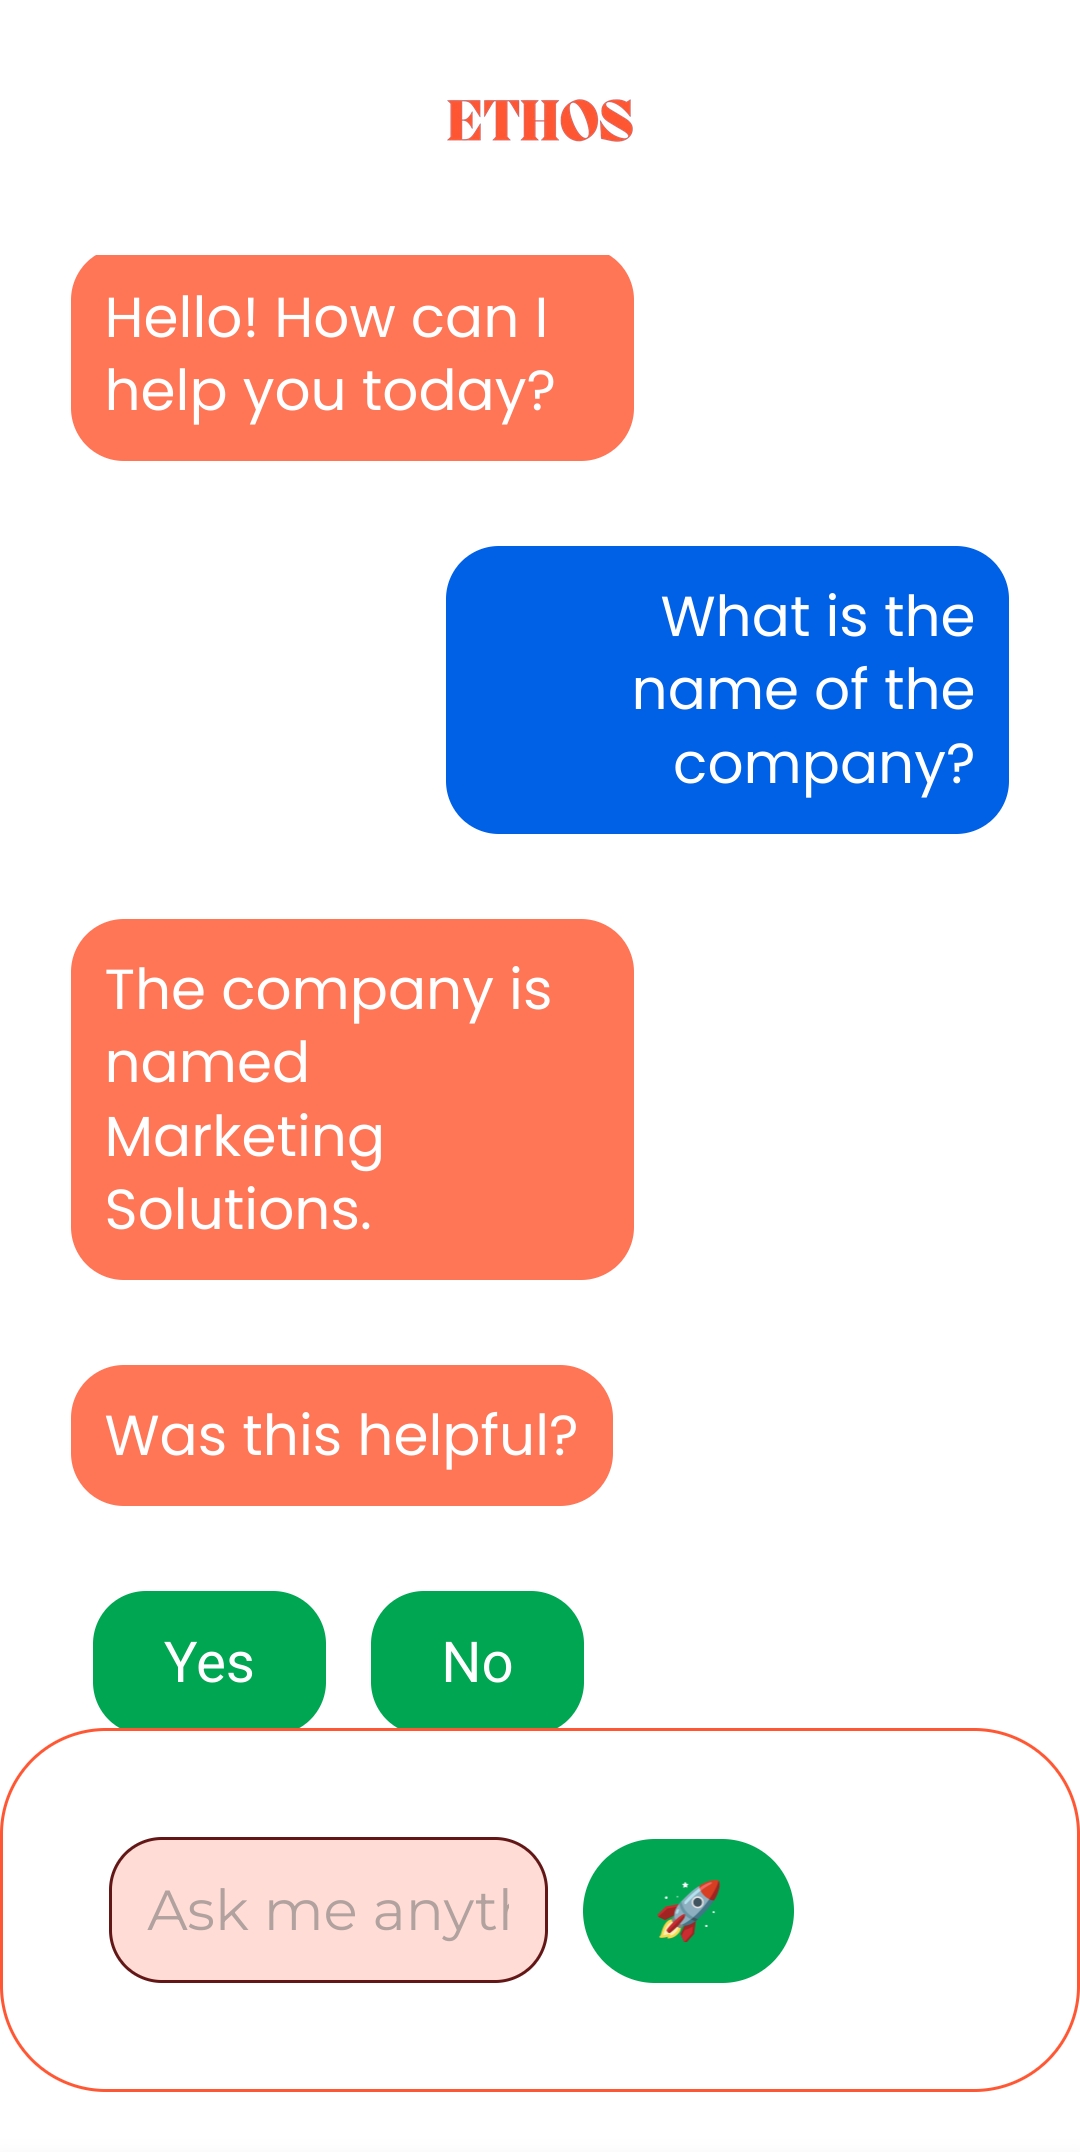 ETHOS
Hello! How can I
help you today?
What is the
name of the
company?
The company is
named
Marketing
Solutions.
Was this helpful?
Yes
No
Ask me anyt